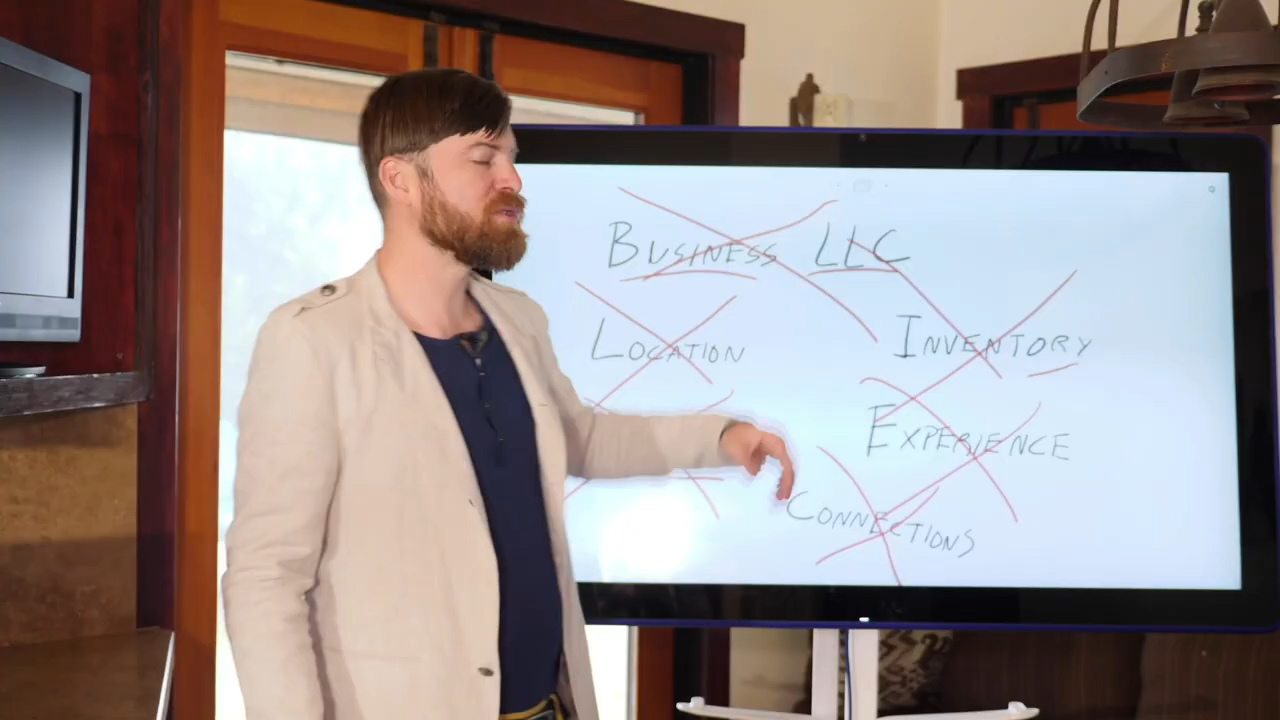 BUSINESS LLC
LOCATION
INVENTORY
EXPERIENCE
CONNECTIONS